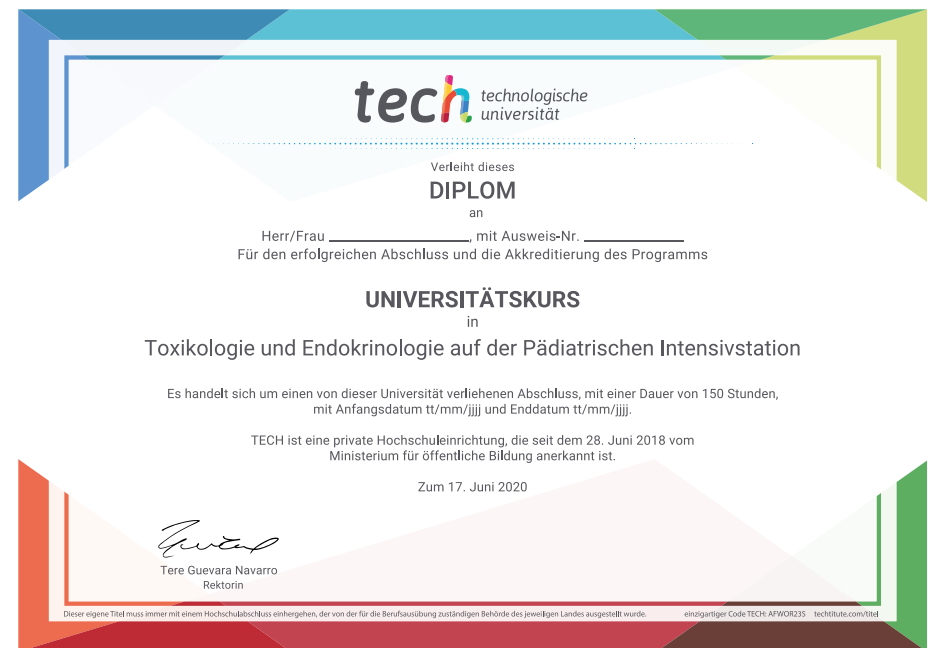 tech technologische
universität
Verleiht dieses
DIPLOM
an
Herr/Frau ____________________, mit Ausweis-Nr. ______________
Für den erfolgreichen Abschluss und die Akkreditierung des Programms
UNIVERSITÄTSKURS
in
Toxikologie und Endokrinologie auf der Pädiatrischen Intensivstation
Es handelt sich um einen von dieser Universität verliehenen Abschluss, mit einer Dauer von 150 Stunden,
mit Anfangsdatum tt/mm/jjjj und Enddatum tt/mm/jjjj.
TECH ist eine private Hochschuleinrichtung, die seit dem 28. Juni 2018 vom
Ministerium für öffentliche Bildung anerkannt ist.
Zum 17. Juni 2020
Tere Guevara Navarro
Rektorin
Dieser eigene Titel muss immer mit einem Hochschulabschluss einhergehen, der von der für die Berufsausübung zuständigen Behörde des jeweiligen Landes ausgestellt wurde. einzigartiger Code TECH: AFWOR23S techtitute.com/titel